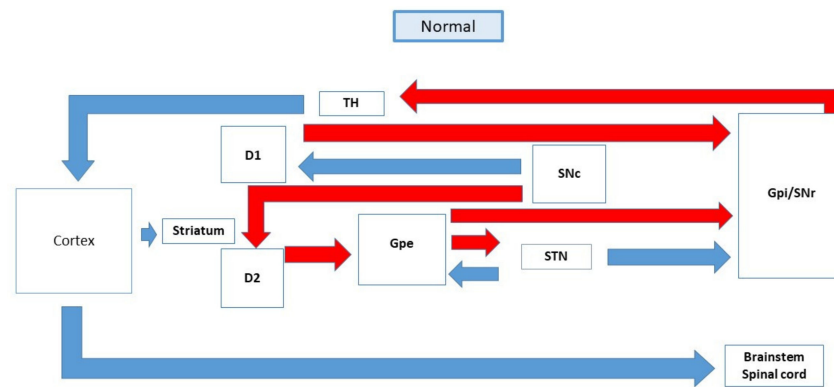 Normal
TH
D1
SNc
Gpi/SNr
Cortex
Striatum
Gpe
D2
STN
Brainstem
Spinal cord